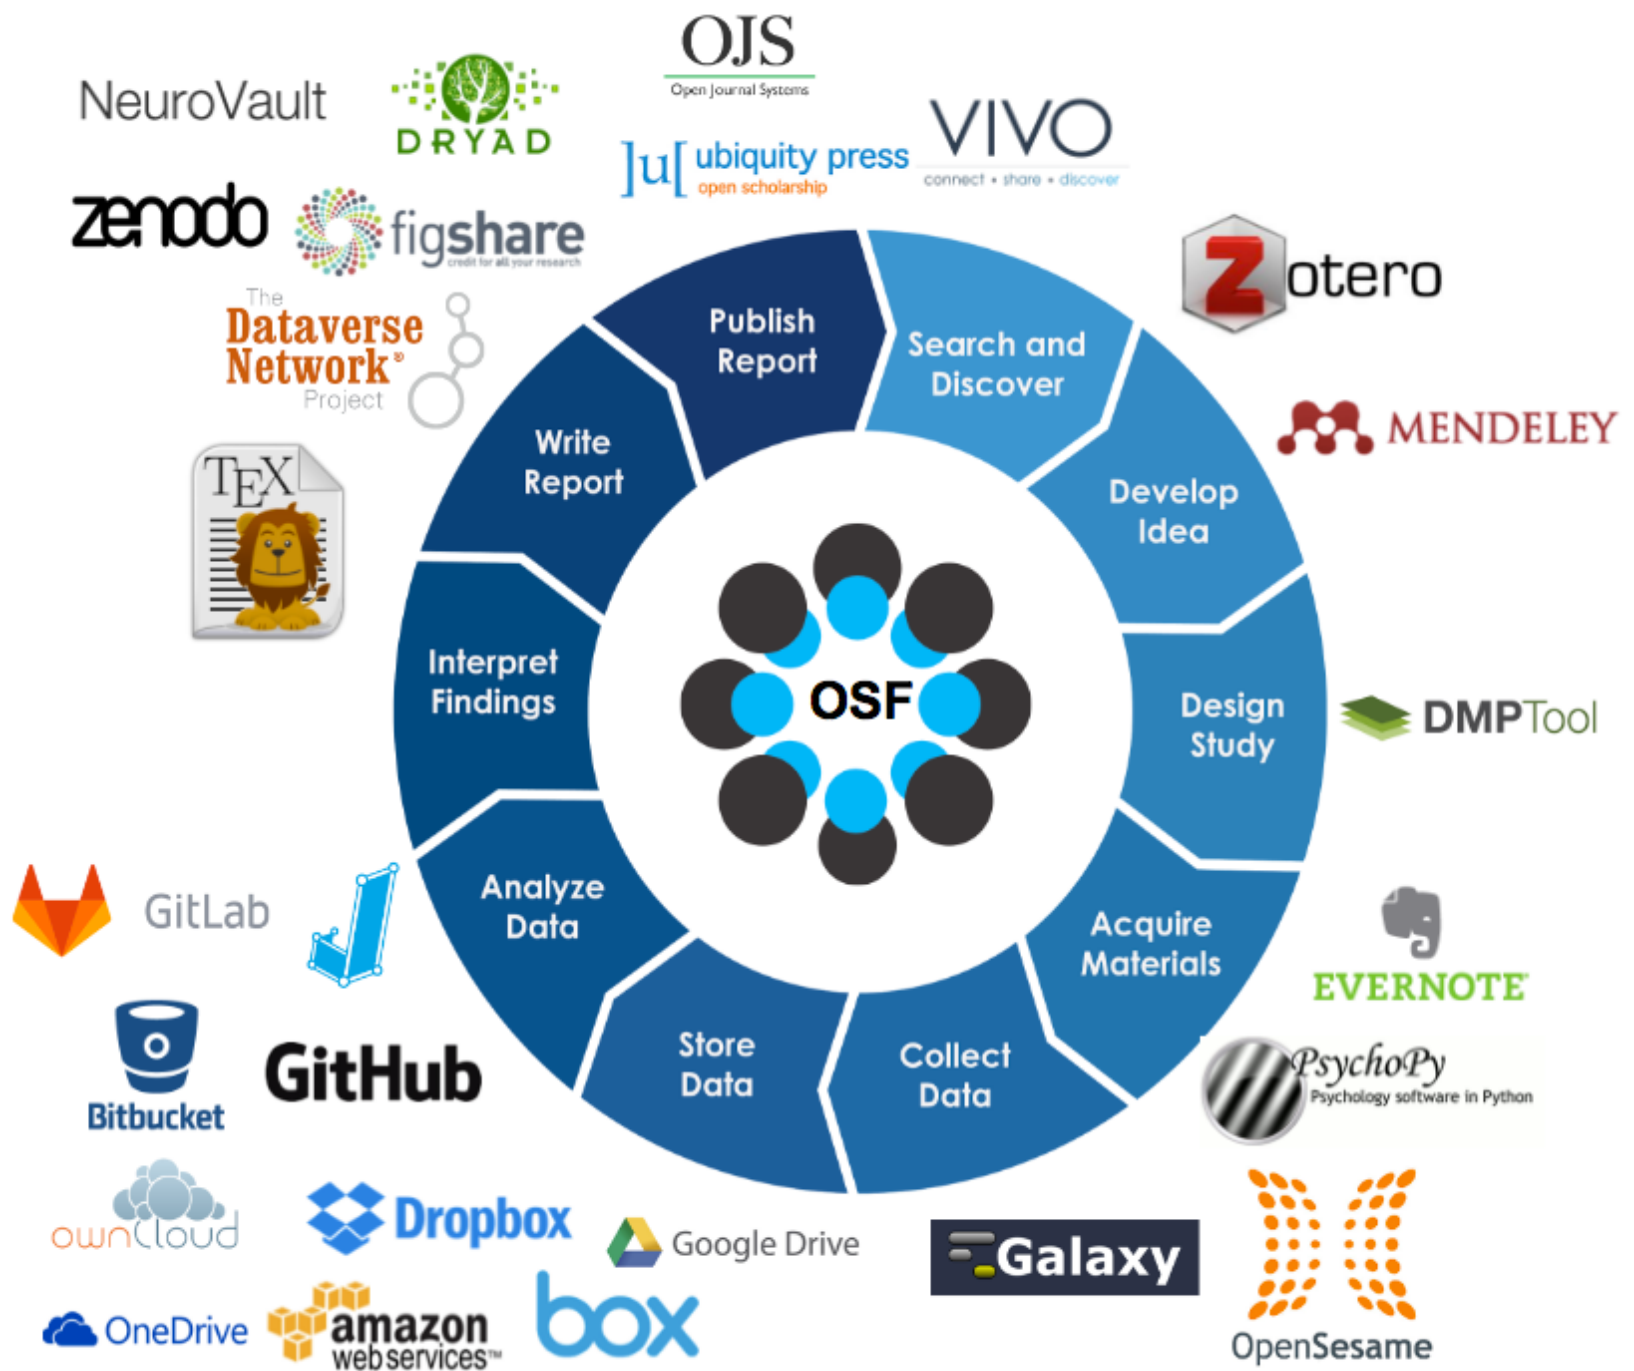 OJS
Open Journal Systems
NeuroVault
DRYAD
]u[ ubiquity press
open scholarship
VIVO
connect • share • discover
zenodo
figshare
credit for all your research
zotero
The
Dataverse
Network®
Project
MENDELEY
TEX
Publish
Report
Search and
Discover
Write
Report
Develop
Idea
Interpret
Findings
OSF
Design
Study
DMPTool
Analyze
Data
Acquire
Materials
Store
Data
Collect
Data
GitLab
EVERNOTE®
Bitbucket
GitHub
PsychoPy
Psychology software in Python
ownCloud
Dropbox
Google Drive
Galaxy
OneDrive
amazon
webservices™
box
OpenSesame